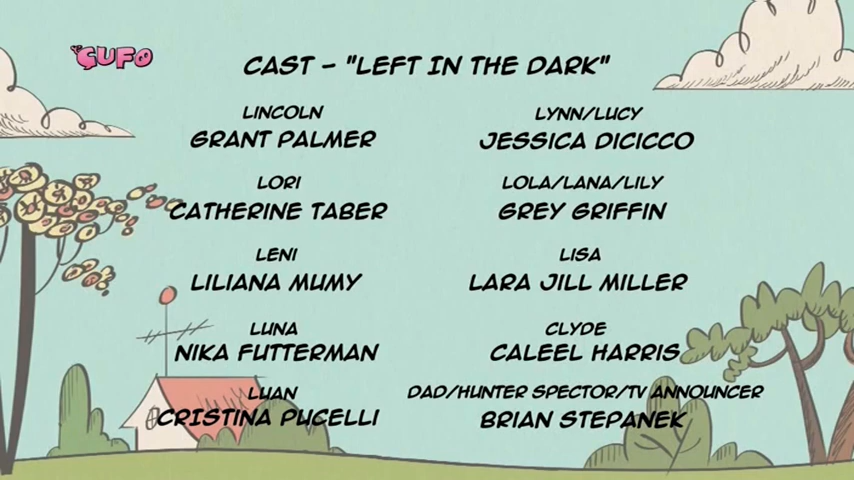 ÇUFO
CAST - "LEFT IN THE DARK"
LINCOLN
GRANT PALMER
LORI
CATHERINE TABER
LENI
LILIANA MUMY
LUNA
NIKA FUTTERMAN
LUAN
CRISTINA PUCELLI
LYNN/LUCY
JESSICA DICICCO
LOLA/LANA/LILY
GREY GRIFFIN
LISA
LARA JILL MILLER
CLYDE
CALEEL HARRIS
DAD/HUNTER SPECTOR/TV ANNOUNCER
BRIAN STEPANEK